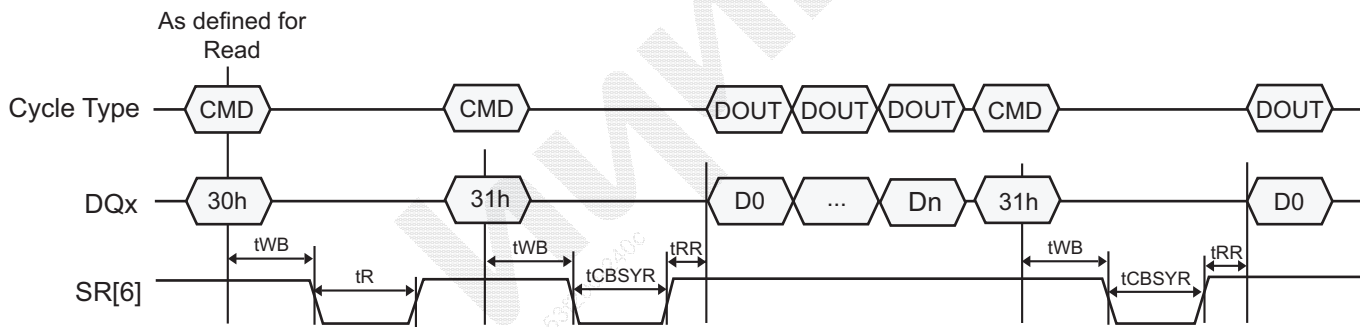 As defined for
Read
Cycle Type CMD CMD DOUT DOUT DOUT CMD DOUT
DQx 30h 31h D0 ... Dn 31h D0
tWB tWB tRR tWB tRR
SR[6] tR tCBSYR tCBSYR